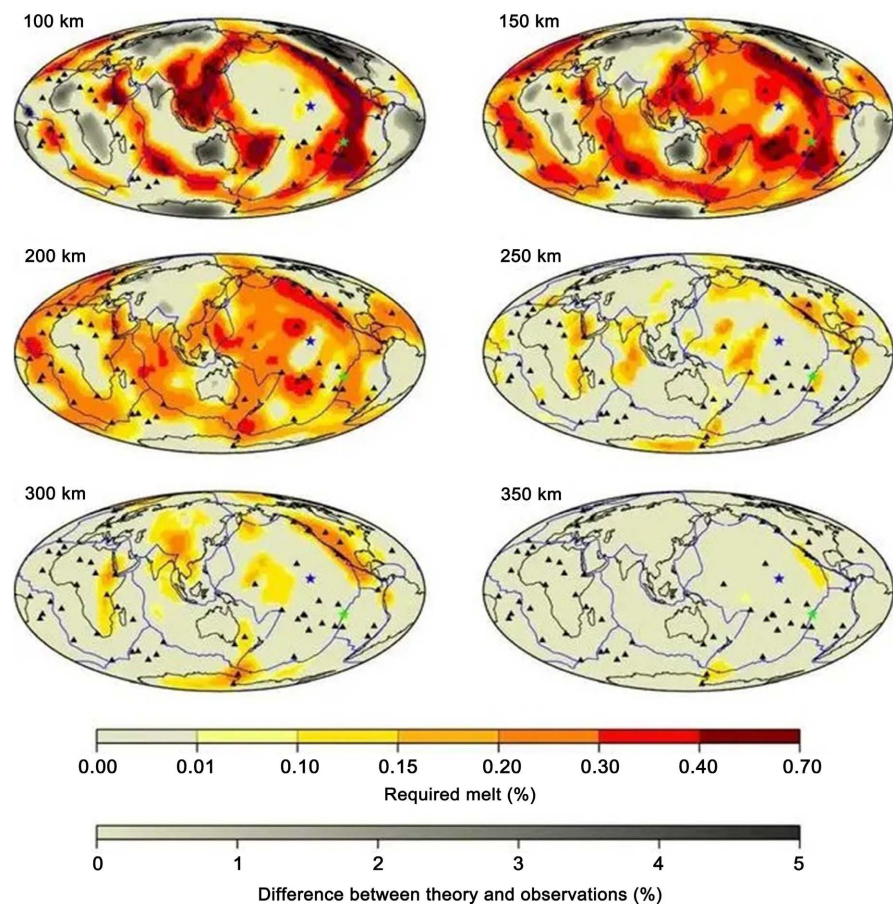 100 km
150 km
200 km
250 km
300 km
350 km
0.00 0.01 0.10 0.15 0.20 0.30 0.40 0.70
Required melt (%)
0 1 2 3 4 5
Difference between theory and observations (%)